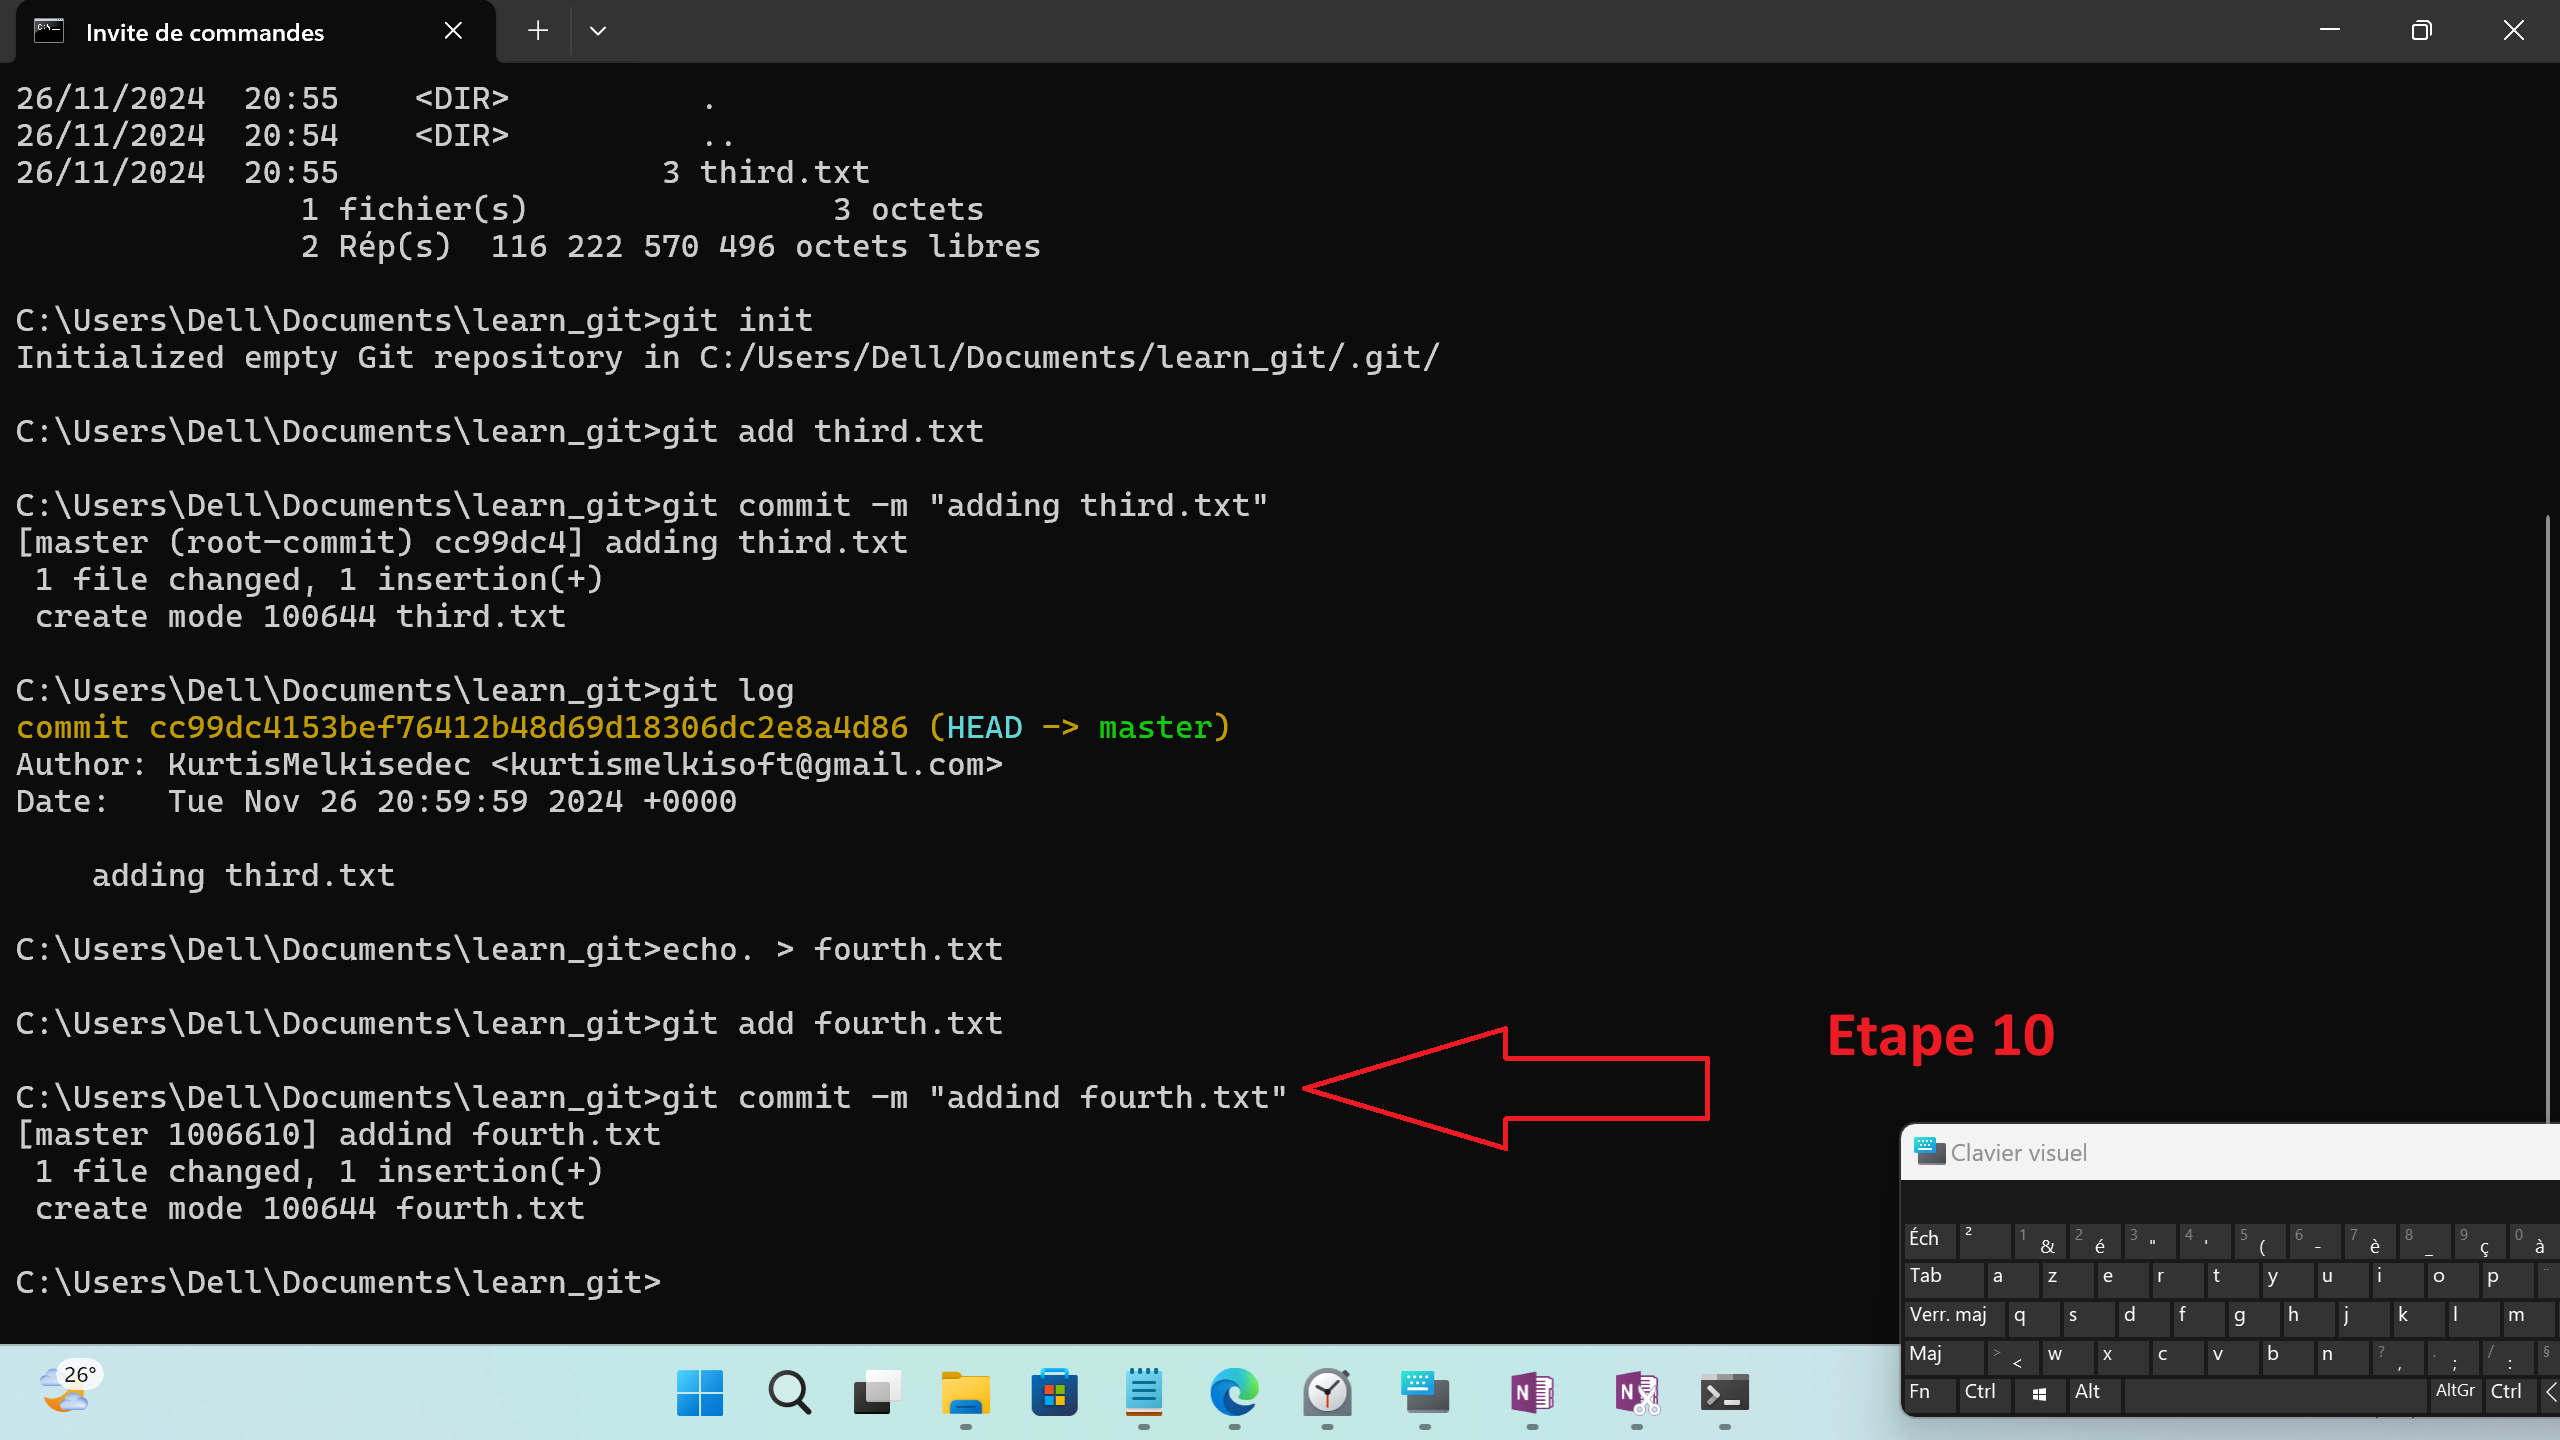 Invite de commandes
26/11/2024  20:55    <DIR>          .
26/11/2024  20:54    <DIR>          ..
26/11/2024  20:55                 3 third.txt
               1 fichier(s)                3 octets
               2 Rép(s)  116 222 570 496 octets libres
C:\Users\Dell\Documents\learn_git>git init
Initialized empty Git repository in C:/Users/Dell/Documents/learn_git/.git/
C:\Users\Dell\Documents\learn_git>git add third.txt
C:\Users\Dell\Documents\learn_git>git commit -m "adding third.txt"
[master (root-commit) cc99dc4] adding third.txt
 1 file changed, 1 insertion(+)
 create mode 100644 third.txt
C:\Users\Dell\Documents\learn_git>git log
commit cc99dc4153bef76412b48d69d18306dc2e8a4d86 (HEAD -> master)
Author: KurtisMelkisedec <kurtismelkisoft@gmail.com>
Date:   Tue Nov 26 20:59:59 2024 +0000
    adding third.txt
C:\Users\Dell\Documents\learn_git>echo. > fourth.txt
C:\Users\Dell\Documents\learn_git>git add fourth.txt
Etape 10
C:\Users\Dell\Documents\learn_git>git commit -m "addind fourth.txt"
[master 1006610] addind fourth.txt
 1 file changed, 1 insertion(+)
 create mode 100644 fourth.txt
C:\Users\Dell\Documents\learn_git>
Clavier visuel
Éch ² 1 & 2 é 3 " 4 ' 5 ( 6 - 7 è 8 _ 9 ç 0 à
Tab a z e r t y u i o p
Verr. maj q s d f g h j k l m
Maj > < w x c v b n ? , . ; / : §
Fn Ctrl Alt AltGr Ctrl
26°